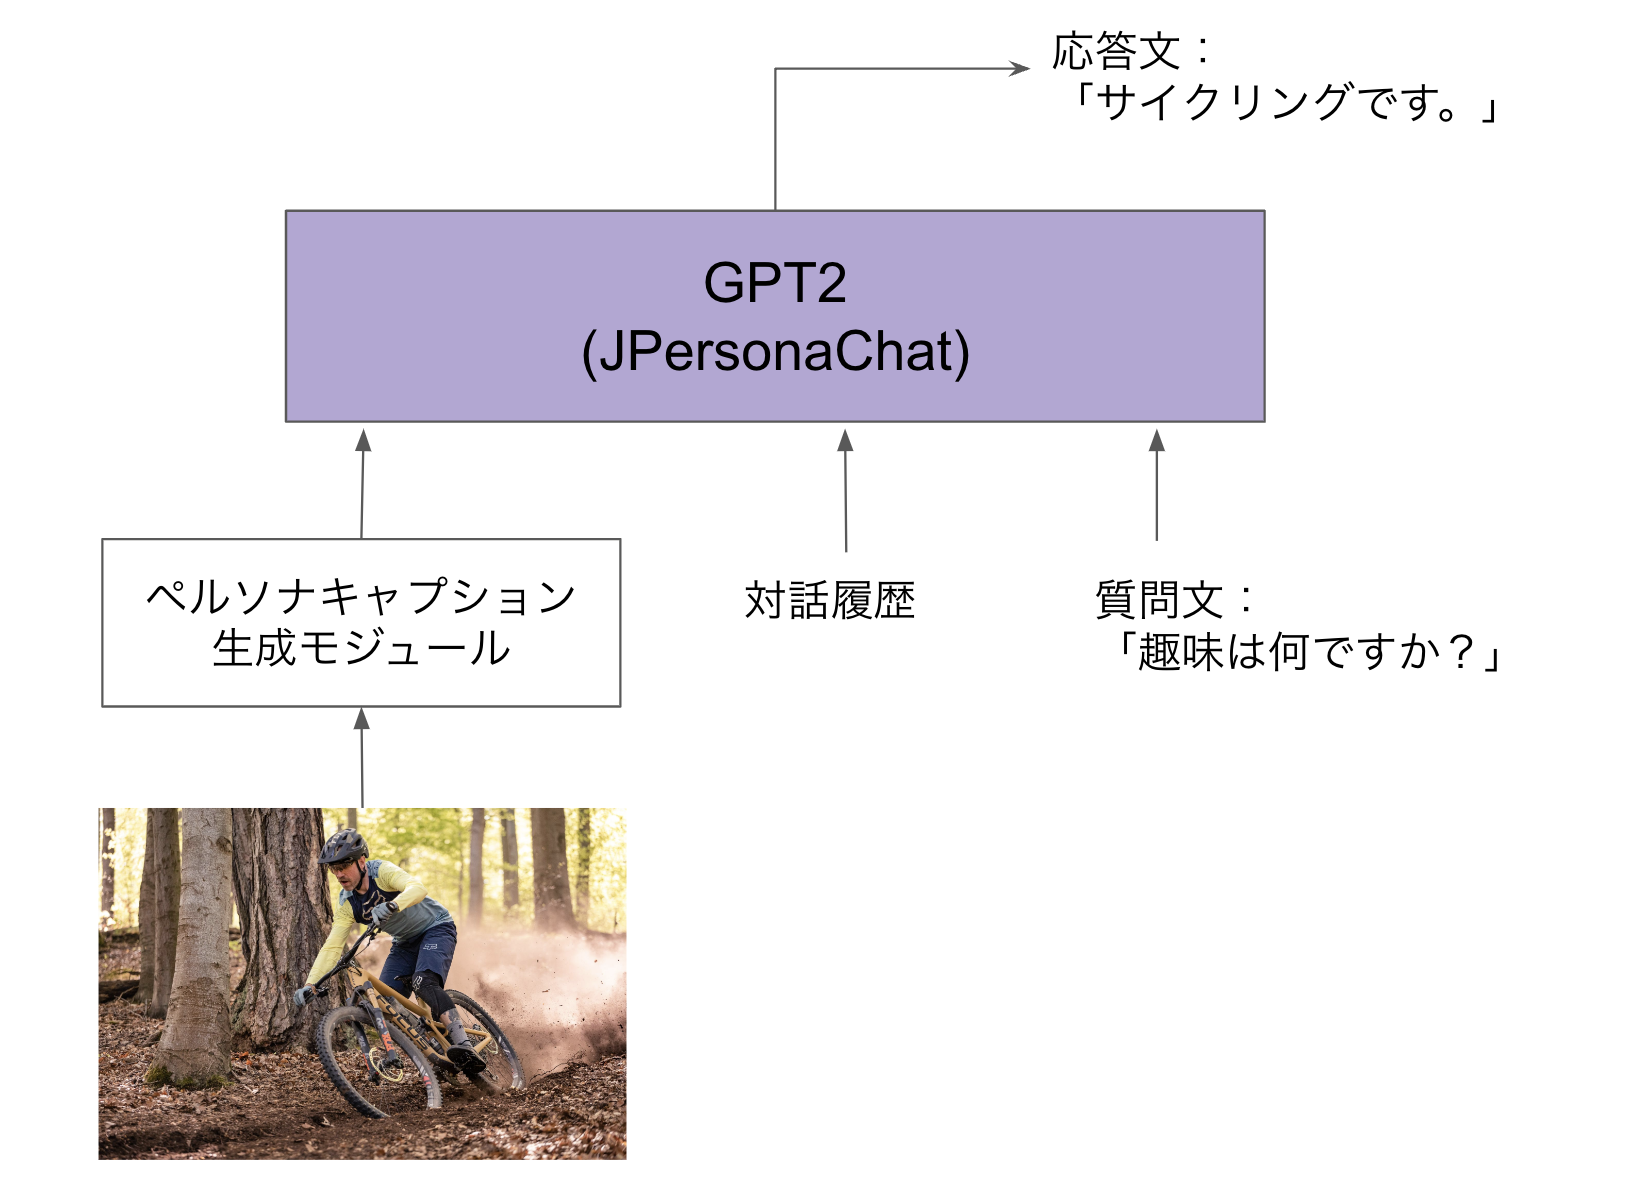 応答文：
「サイクリングです。」
GPT2
(JPersonaChat)
ペルソナキャプション
生成モジュール
対話履歴
質問文：
「趣味は何ですか？」